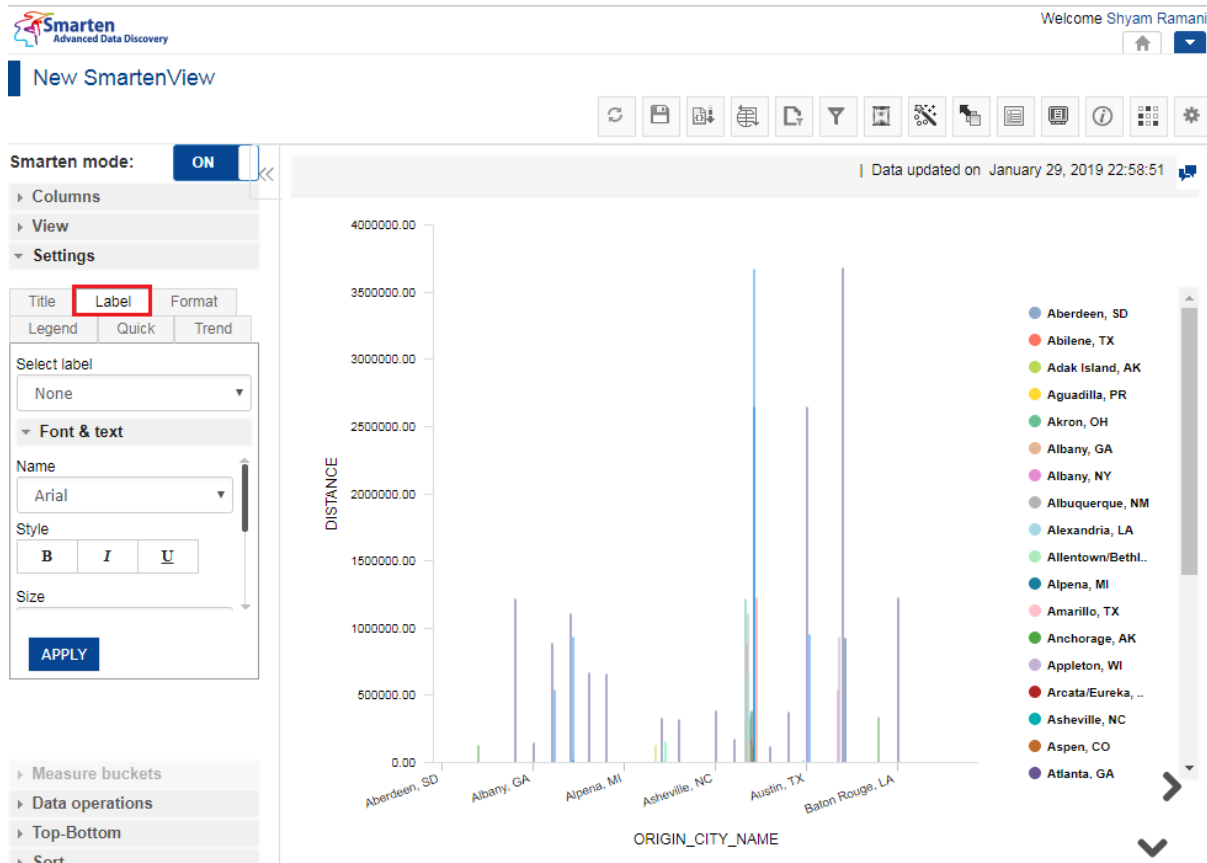 Smarten
Advanced Data Discovery
Welcome Shyam Ramani
New SmartenView
Smarten mode: ON
Columns
View
Settings
Title Label Format
Legend Quick Trend
Select label
None
Font & text
Name
Arial
Style
B I U
Size
APPLY
Measure buckets
Data operations
Top-Bottom
Sort
| Data updated on January 29, 2019 22:58:51
4000000.00
3500000.00
3000000.00
2500000.00
2000000.00
1500000.00
1000000.00
500000.00
0.00
DISTANCE
Aberdeen, SD
Albany, GA
Alpena, MI
Asheville, NC
Austin, TX
Baton Rouge, LA
ORIGIN_CITY_NAME
Aberdeen, SD
Abilene, TX
Adak Island, AK
Aguadilla, PR
Akron, OH
Albany, GA
Albany, NY
Albuquerque, NM
Alexandria, LA
Allentown/Bethl..
Alpena, MI
Amarillo, TX
Anchorage, AK
Appleton, WI
Arcata/Eureka, ..
Asheville, NC
Aspen, CO
Atlanta, GA